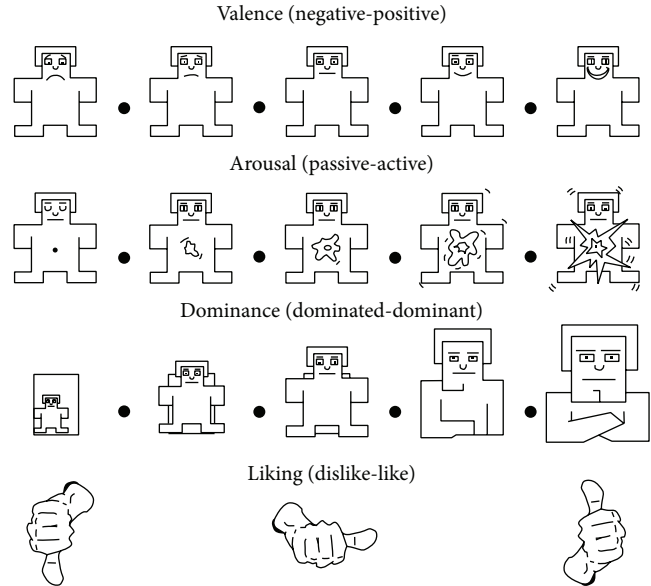 Valence (negative-positive)
Arousal (passive-active)
Dominance (dominated-dominant)
Liking (dislike-like)